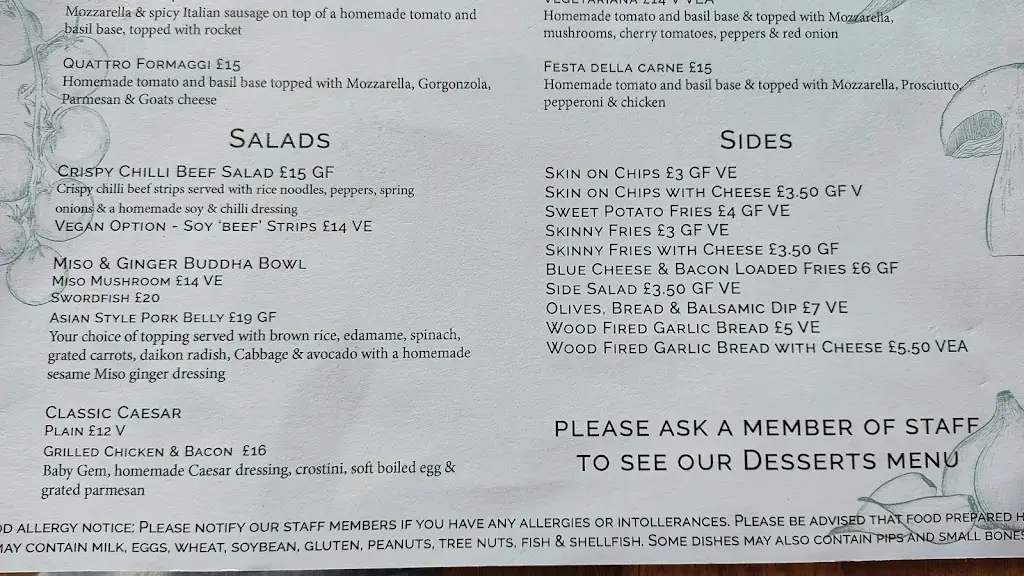 Mozzarella & spicy Italian sausage on top of a homemade tomato and
basil base, topped with rocket
QUATTRO FORMAGGI £15
Homemade tomato and basil base topped with Mozzarella, Gorgonzola,
Parmesan & Goats cheese
SALADS
CRISPY CHILLI BEEF SALAD £15 GF
Crispy chilli beef strips served with rice noodles, peppers, spring
onions & a homemade soy & chilli dressing
VEGAN OPTION - SOY 'BEEF' STRIPS £14 VE
MISO & GINGER BUDDHA BOWL
MISO MUSHROOM £14 VE
SWORDFISH £20
ASIAN STYLE PORK BELLY £19 GF
Your choice of topping served with brown rice, edamame, spinach,
grated carrots, daikon radish, Cabbage & avocado with a homemade
sesame Miso ginger dressing
CLASSIC CAESAR
PLAIN £12 V
GRILLED CHICKEN & BACON £16
Baby Gem, homemade Caesar dressing, crostini, soft boiled egg &
grated parmesan
VEGETARIANA £14 V VEA
Homemade tomato and basil base & topped with Mozzarella,
mushrooms, cherry tomatoes, peppers & red onion
FESTA DELLA CARNE £15
Homemade tomato and basil base & topped with Mozzarella, Prosciutto,
pepperoni & chicken
SIDES
SKIN ON CHIPS £3 GF VE
SKIN ON CHIPS WITH CHEESE £3.50 GF V
SWEET POTATO FRIES £4 GF VE
SKINNY FRIES £3 GF VE
SKINNY FRIES WITH CHEESE £3.50 GF
BLUE CHEESE & BACON LOADED FRIES £6 GF
SIDE SALAD £3.50 GF VE
OLIVES, BREAD & BALSAMIC DIP £7 VE
WOOD FIRED GARLIC BREAD £5 VE
WOOD FIRED GARLIC BREAD WITH CHEESE £5.50 VEA
PLEASE ASK A MEMBER OF STAFF
TO SEE OUR DESSERTS MENU
OD ALLERGY NOTICE: PLEASE NOTIFY OUR STAFF MEMBERS IF YOU HAVE ANY ALLERGIES OR INTOLLERANCES. PLEASE BE ADVISED THAT FOOD PREPARED H
MAY CONTAIN MILK, EGGS, WHEAT, SOYBEAN, GLUTEN, PEANUTS, TREE NUTS, FISH & SHELLFISH. SOME DISHES MAY ALSO CONTAIN PIPS AND SMALL BONES